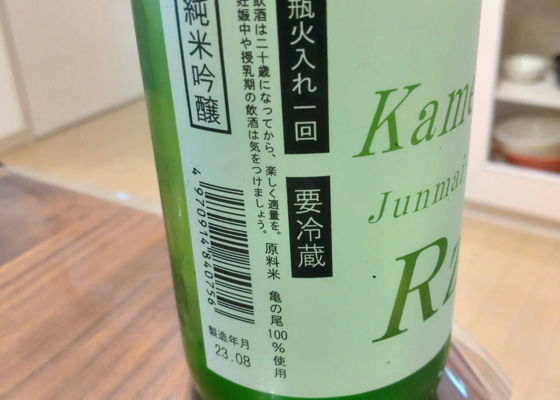 Kame
Junmai
Rz
瓶火入れ一回
要冷蔵
飲酒は二十歳になってから、楽しく適量を。
妊娠中や授乳期の飲酒は気をつけましょう。
原料米 亀の尾100%使用
純米吟醸
4970914840756
製造年月
23.08